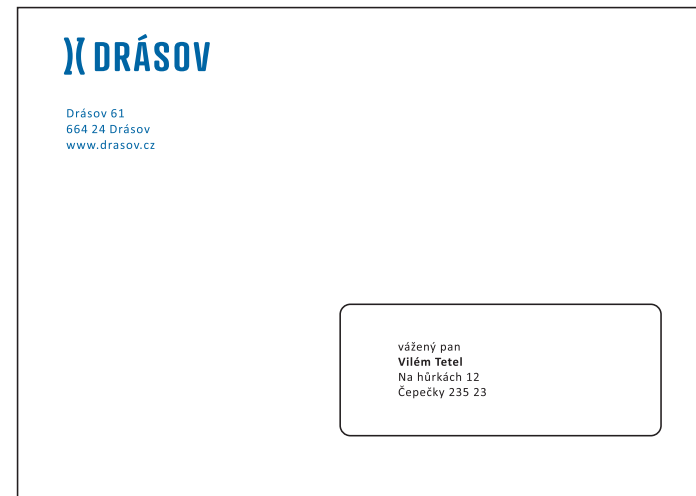 DRÁSOV
Drásov 61
664 24 Drásov
www.drasov.cz
vážený pan
Vilém Tetel
Na hůrkách 12
Čepečky 235 23